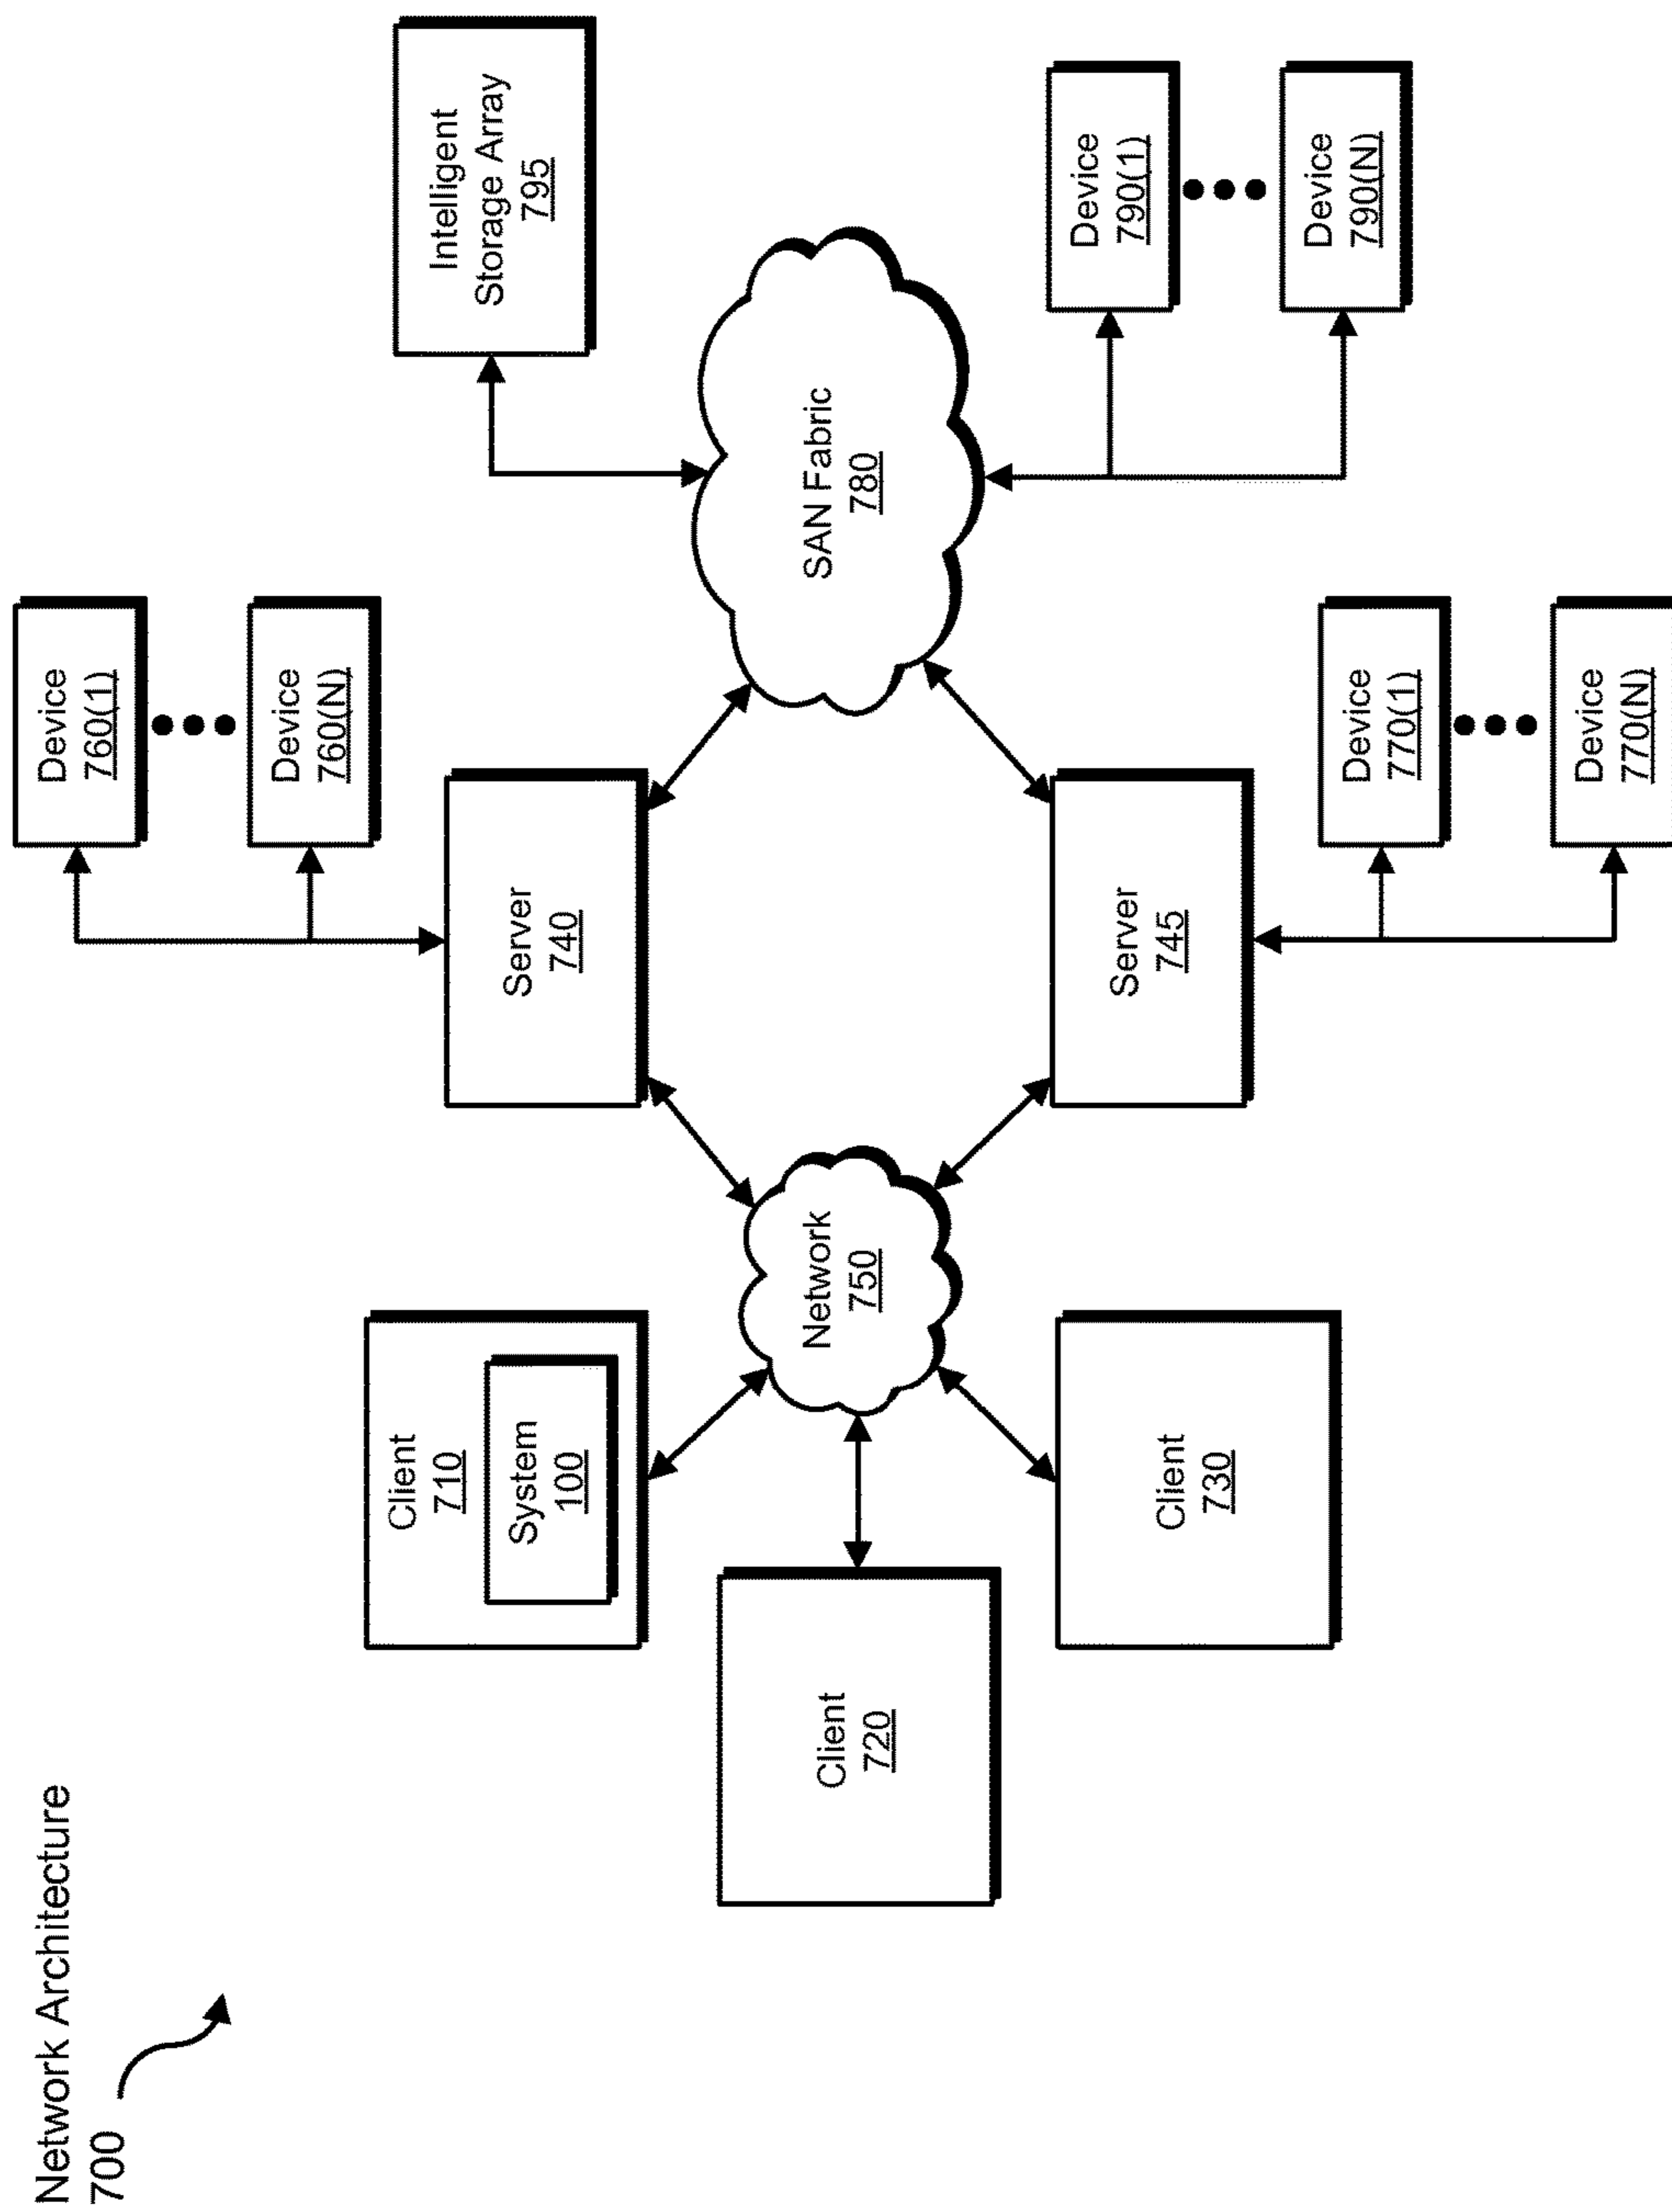 Network Architecture
700
Client
710
System
100
Client
720
Client
730
Network
750
Server
740
Server
745
Device
760(1)
Device
760(N)
Device
770(1)
Device
770(N)
SAN Fabric
780
Intelligent
Storage Array
795
Device
790(1)
Device
790(N)